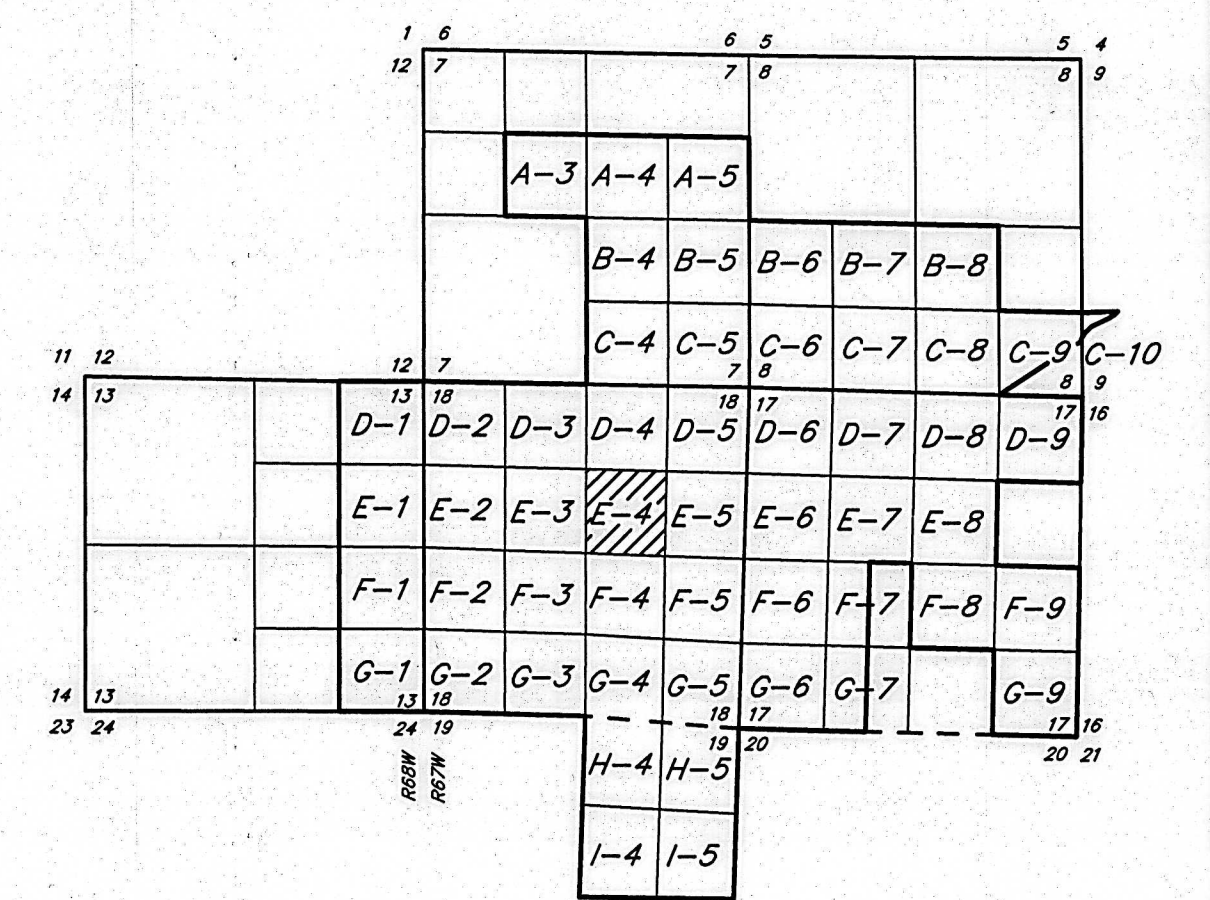 1 6 6 5 5 4
12 7 7 8 8 9
A-3 A-4 A-5
B-4 B-5 B-6 B-7 B-8
C-4 C-5 C-6 C-7 C-8 C-9 C-10
11 12 12 7 7 8 8 9
14 13 13 18 18 17 17 16
D-1 D-2 D-3 D-4 D-5 D-6 D-7 D-8 D-9
E-1 E-2 E-3 E-4 E-5 E-6 E-7 E-8
F-1 F-2 F-3 F-4 F-5 F-6 F-7 F-8 F-9
G-1 G-2 G-3 G-4 G-5 G-6 G-7 G-9
14 13 13 18 18 17 17 16
23 24 24 19 19 20 20 21
R68W R67W
H-4 H-5
I-4 I-5